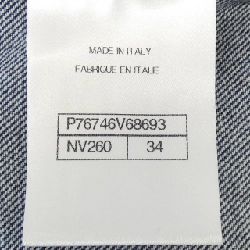 MADE IN ITALY
FABRIQUE EN ITALIE
P76746V68693
NV260 34